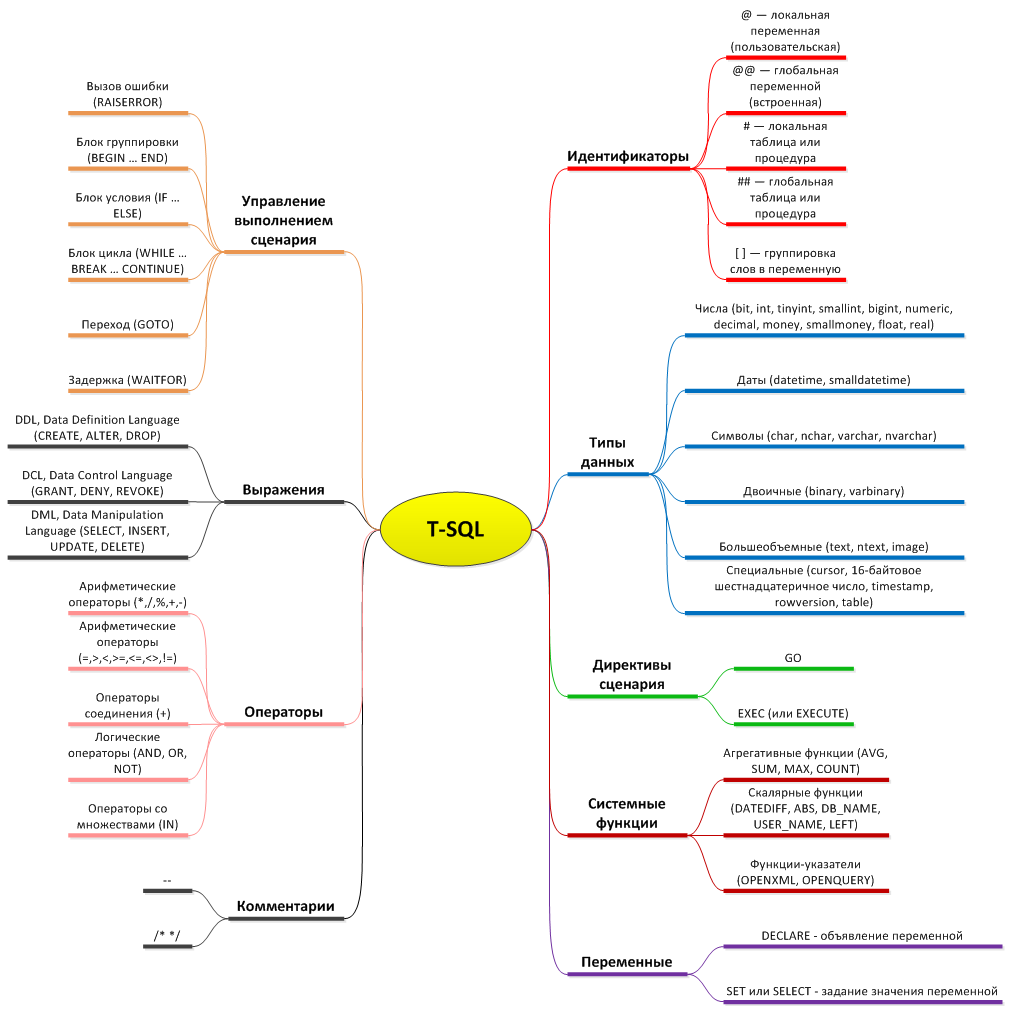 T-SQL
Управление
выполнением
сценария
Вызов ошибки
(RAISERROR)
Блок группировки
(BEGIN … END)
Блок условия (IF …
ELSE)
Блок цикла (WHILE …
BREAK … CONTINUE)
Переход (GOTO)
Задержка (WAITFOR)
Выражения
DDL, Data Definition Language
(CREATE, ALTER, DROP)
DCL, Data Control Language
(GRANT, DENY, REVOKE)
DML, Data Manipulation
Language (SELECT, INSERT,
UPDATE, DELETE)
Операторы
Арифметические
операторы (*,/,%,+,-)
Арифметические
операторы
(=,>,<,>=,<=,<>,!=)
Операторы
соединения (+)
Логические
операторы (AND, OR,
NOT)
Операторы со
множествами (IN)
Комментарии
--
/* */
Идентификаторы
@ — локальная
переменная
(пользовательская)
@@ — глобальная
переменной
(встроенная)
# — локальная
таблица или
процедура
## — глобальная
таблица или
процедура
[ ] — группировка
слов в переменную
Типы
данных
Числа (bit, int, tinyint, smallint, bigint, numeric,
decimal, money, smallmoney, float, real)
Даты (datetime, smalldatetime)
Символы (char, nchar, varchar, nvarchar)
Двоичные (binary, varbinary)
Большеобъемные (text, ntext, image)
Специальные (cursor, 16-байтовое
шестнадцатеричное число, timestamp,
rowversion, table)
Директивы
сценария
GO
EXEC (или EXECUTE)
Системные
функции
Агрегативные функции (AVG,
SUM, MAX, COUNT)
Скалярные функции
(DATEDIFF, ABS, DB_NAME,
USER_NAME, LEFT)
Функции-указатели
(OPENXML, OPENQUERY)
Переменные
DECLARE - объявление переменной
SET или SELECT - задание значения переменной